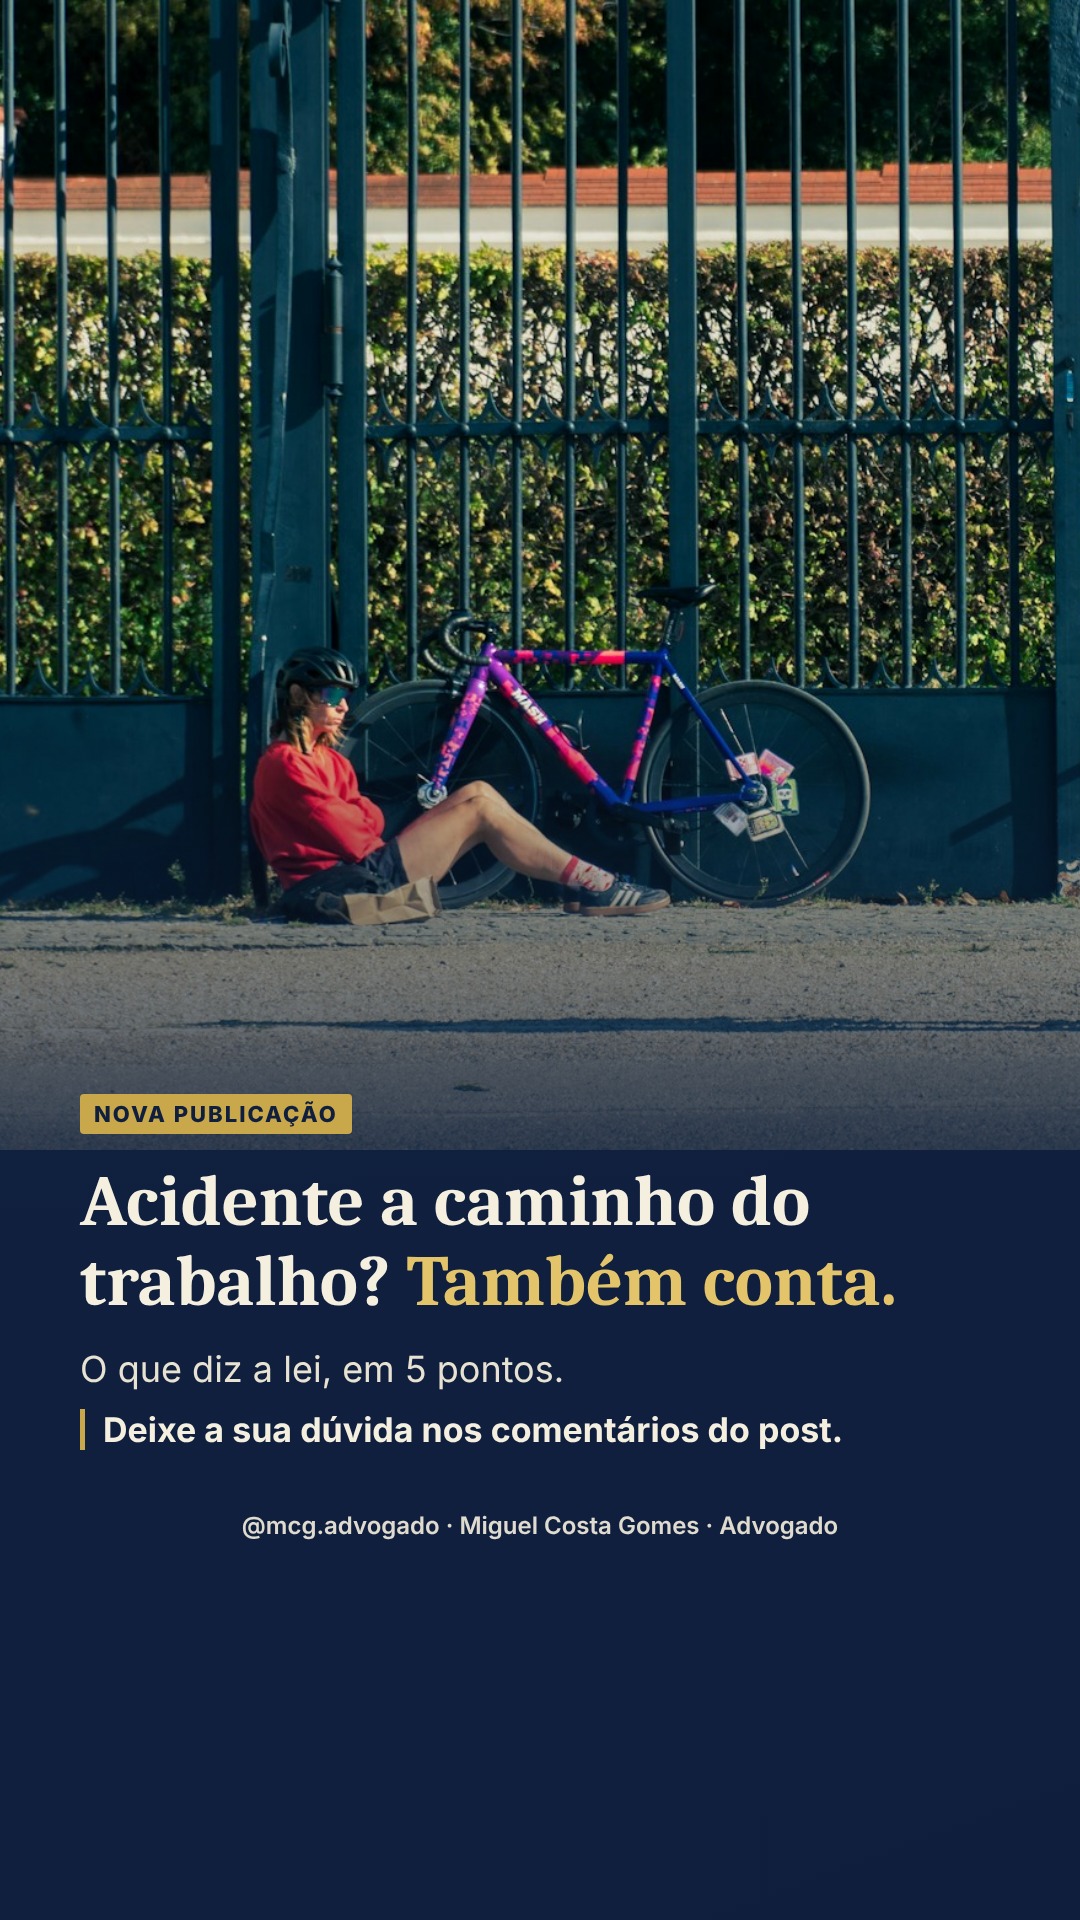 MASH
NOVA PUBLICAÇÃO
Acidente a caminho do
trabalho? Também conta.
O que diz a lei, em 5 pontos.
Deixe a sua dúvida nos comentários do post.
@mcg.advogado · Miguel Costa Gomes · Advogado